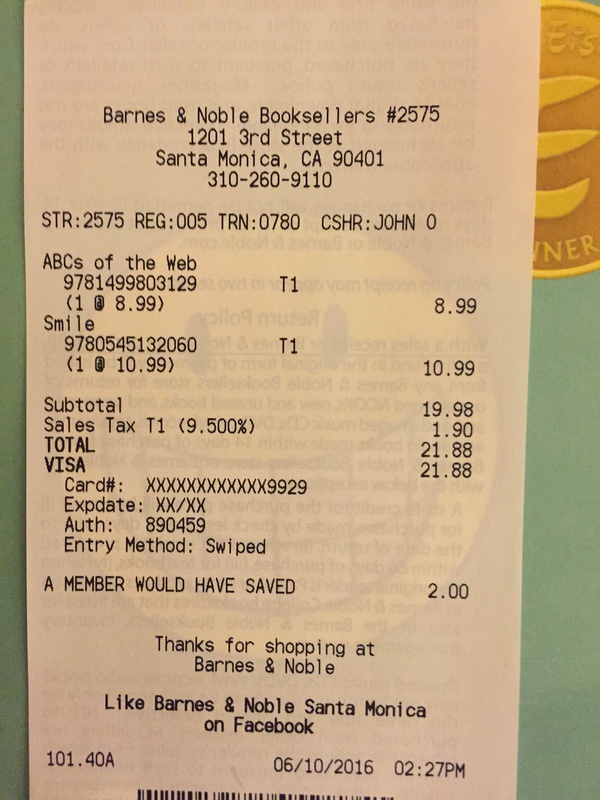 Barnes & Noble Booksellers #2575
1201 3rd Street
Santa Monica, CA 90401
310-260-9110
STR:2575 REG:005 TRN:0780 CSHR:JOHN O
ABCs of the Web
9781499803129 T1
(1 @ 8.99) 8.99
Smile
9780545132060 T1
(1 @ 10.99) 10.99
Subtotal 19.98
Sales Tax T1 (9.500%) 1.90
TOTAL 21.88
VISA 21.88
Card#: XXXXXXXXXXXX9929
Expdate: XX/XX
Auth: 890459
Entry Method: Swiped
A MEMBER WOULD HAVE SAVED 2.00
Thanks for shopping at
Barnes & Noble
Like Barnes & Noble Santa Monica
on Facebook
101.40A 06/10/2016 02:27PM